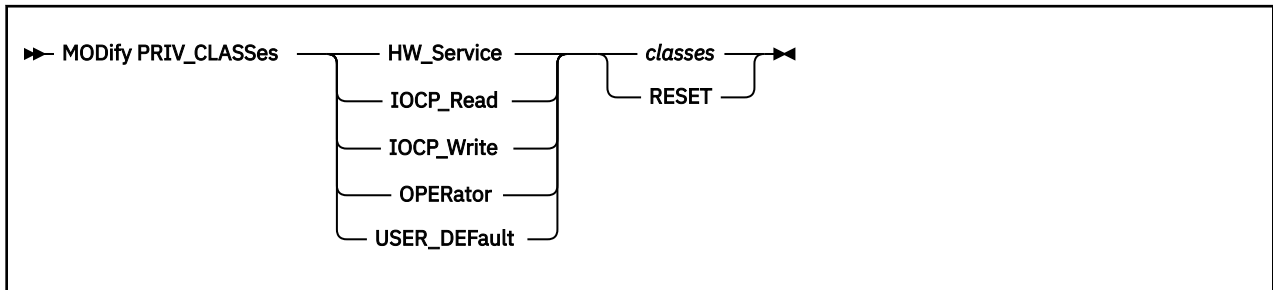 MODify PRIV_CLASSes HW_Service classes
IOCP_Read RESET
IOCP_Write
OPERator
USER_DEFault